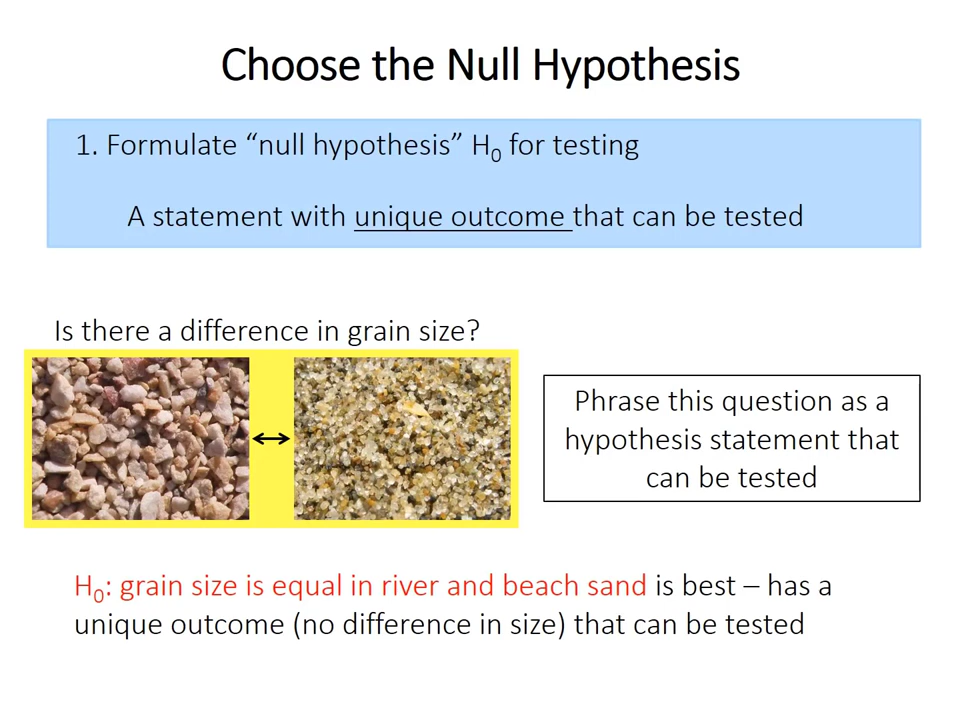 Choose the Null Hypothesis
1. Formulate “null hypothesis” H0 for testing
A statement with unique outcome that can be tested
Is there a difference in grain size?
Phrase this question as a
hypothesis statement that
can be tested
H0: grain size is equal in river and beach sand is best – has a
unique outcome (no difference in size) that can be tested